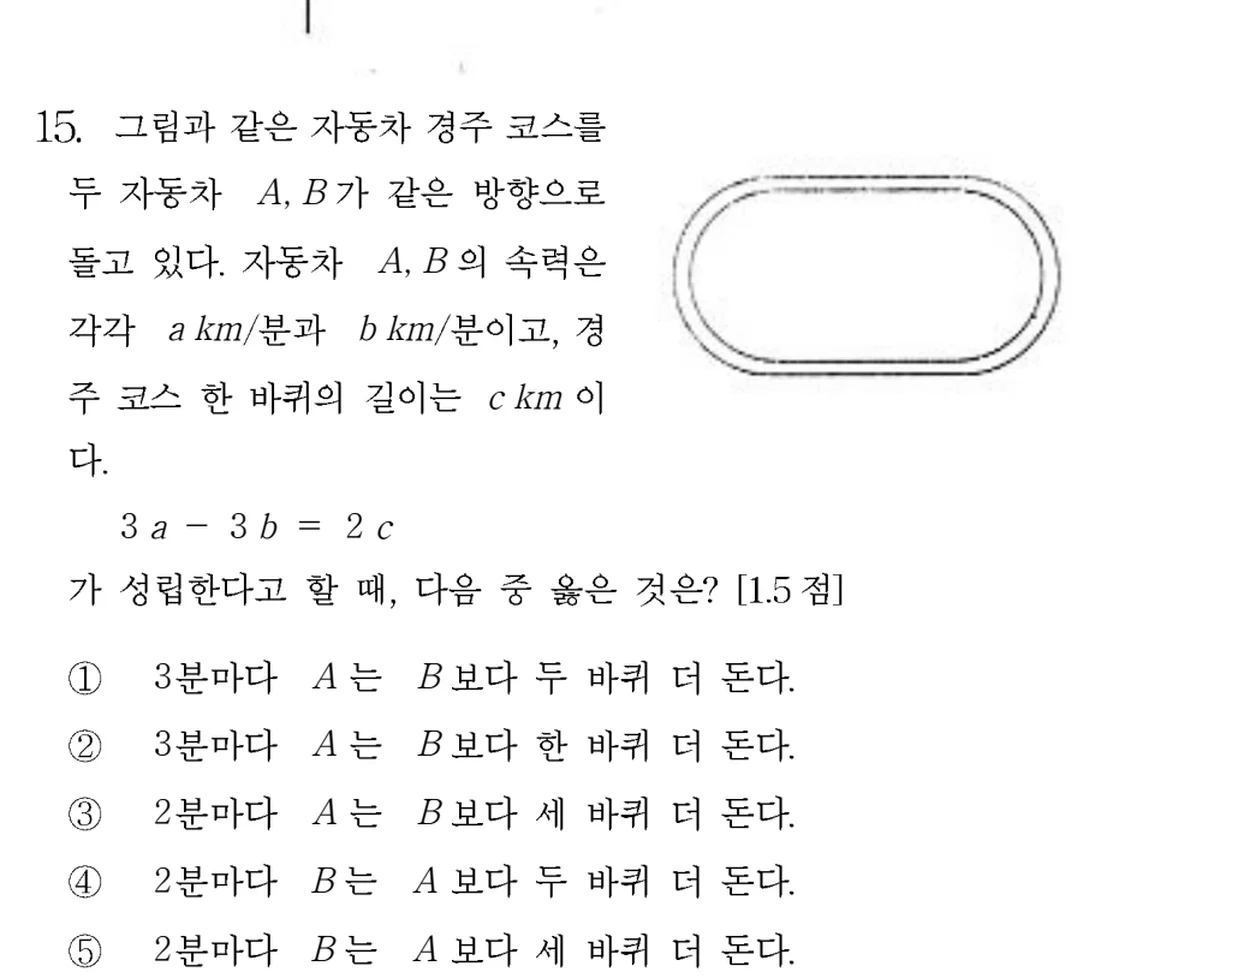 15. 그림과 같은 자동차 경주 코스를
두 자동차 A, B가 같은 방향으로
돌고 있다. 자동차 A, B의 속력은
각각 a km/분과 b km/분이고, 경
주 코스 한 바퀴의 길이는 c km 이
다.
3a - 3b = 2c
가 성립한다고 할 때, 다음 중 옳은 것은? [1.5점]
① 3분마다 A는 B보다 두 바퀴 더 돈다.
② 3분마다 A는 B보다 한 바퀴 더 돈다.
③ 2분마다 A는 B보다 세 바퀴 더 돈다.
④ 2분마다 B는 A보다 두 바퀴 더 돈다.
⑤ 2분마다 B는 A보다 세 바퀴 더 돈다.